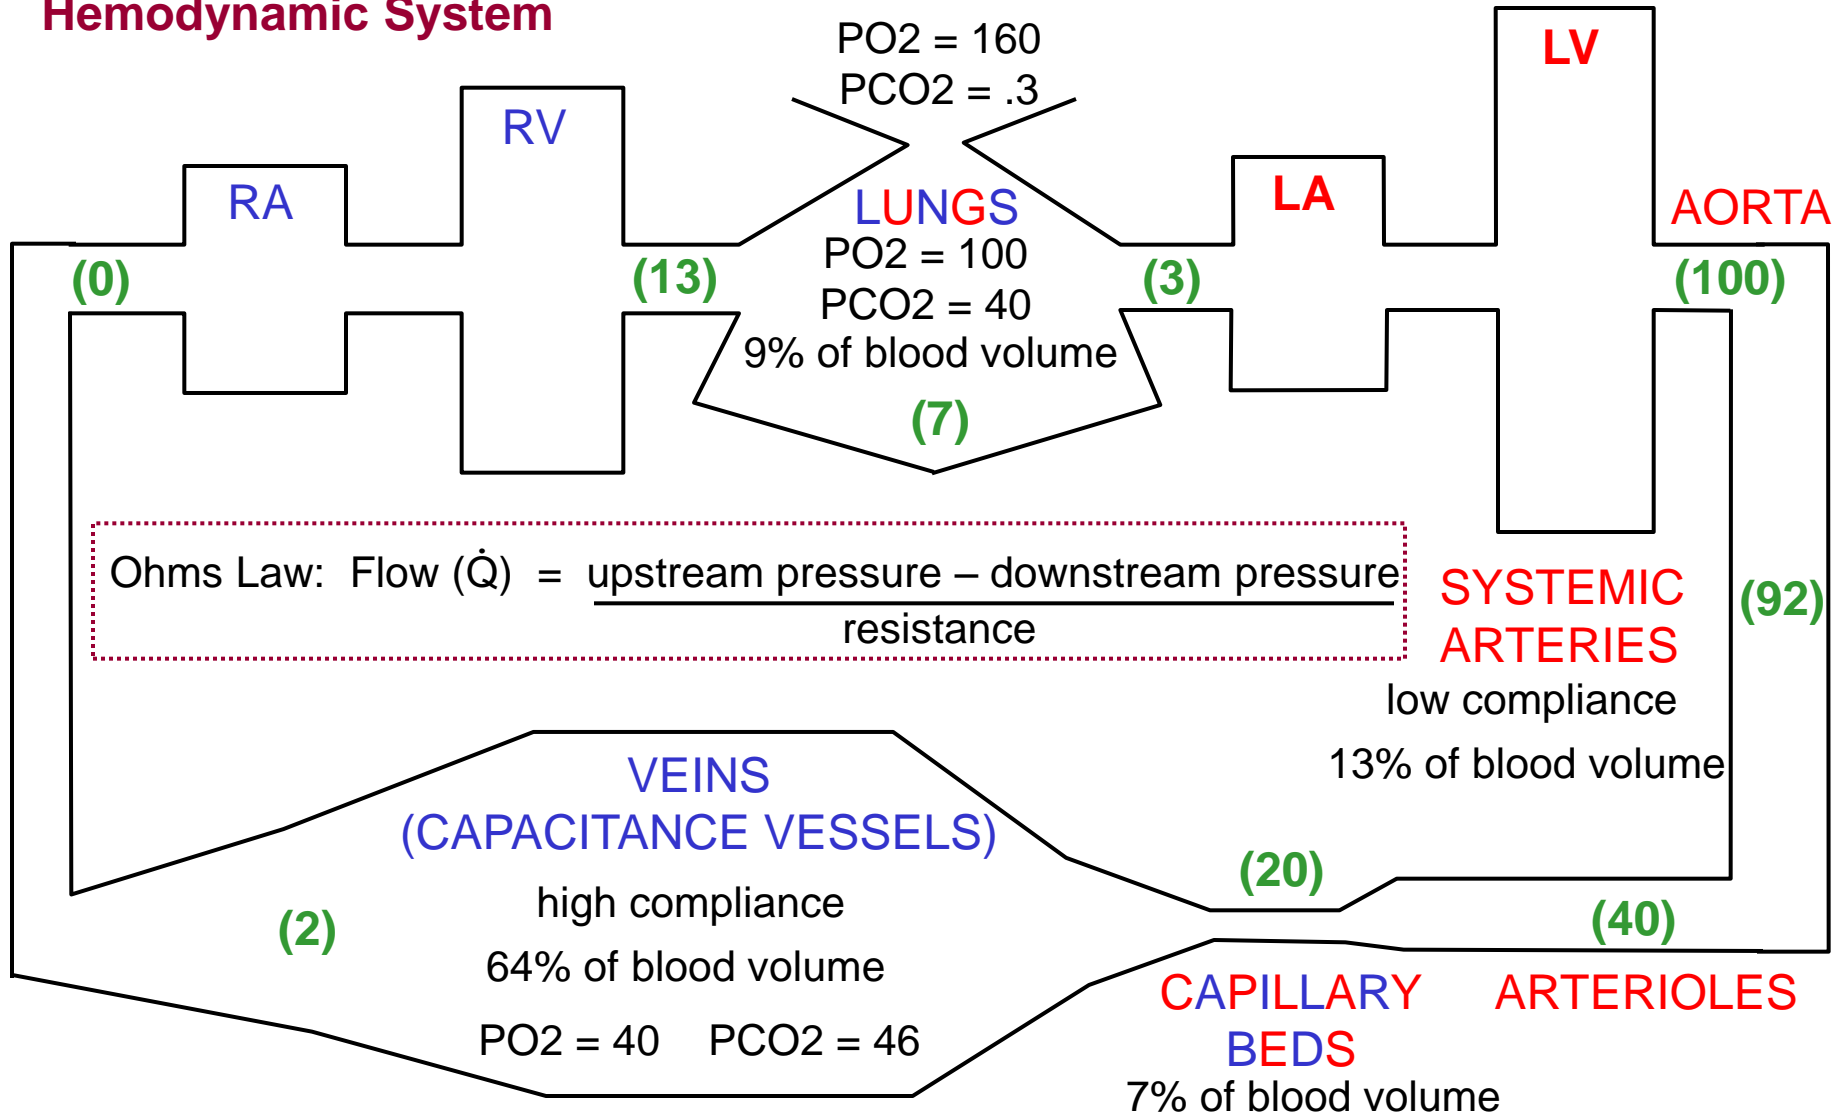 Hemodynamic System
PO2 = 160
PCO2 = .3
RA
RV
LUNGS
PO2 = 100
PCO2 = 40
9% of blood volume
(7)
LA
LV
AORTA
(0)
(13)
(3)
(100)
Ohms Law:  Flow (Q̇)  =  upstream pressure – downstream pressure
resistance
SYSTEMIC
ARTERIES
low compliance
13% of blood volume
(92)
VEINS
(CAPACITANCE VESSELS)
high compliance
64% of blood volume
PO2 = 40    PCO2 = 46
(2)
(20)
(40)
CAPILLARY
BEDS
7% of blood volume
ARTERIOLES